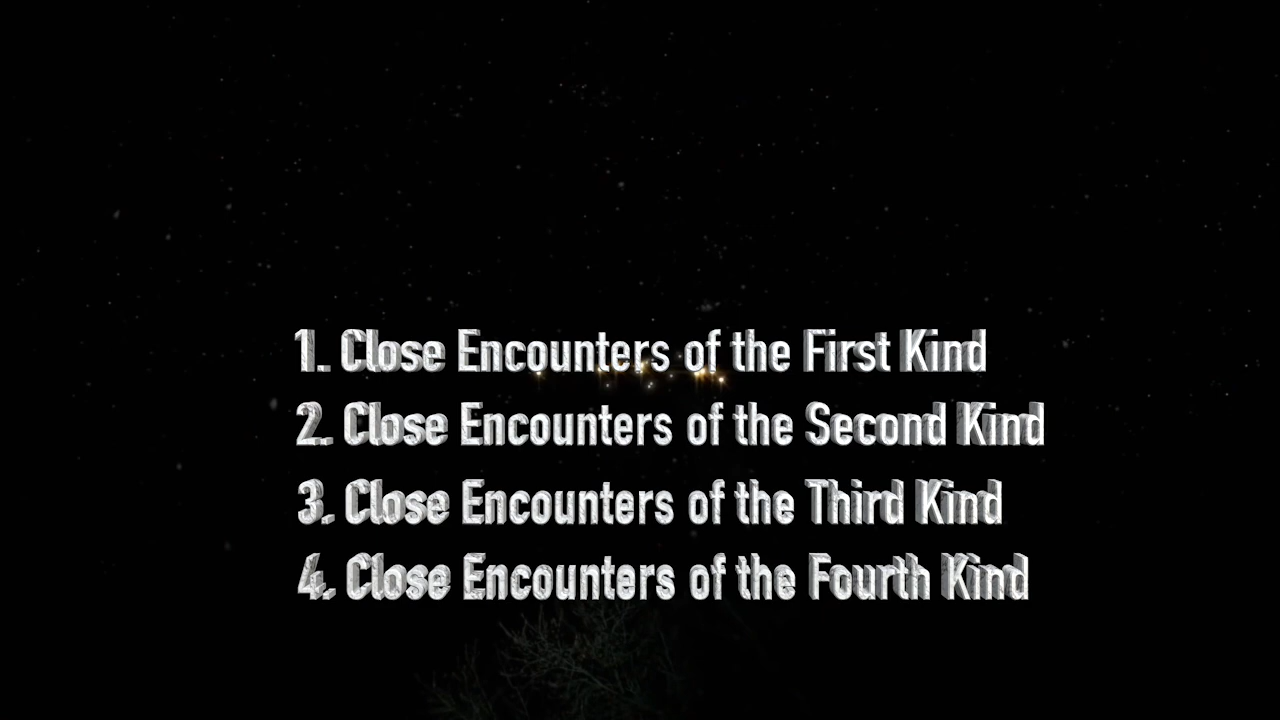 1. Close Encounters of the First Kind
2. Close Encounters of the Second Kind
3. Close Encounters of the Third Kind
4. Close Encounters of the Fourth Kind